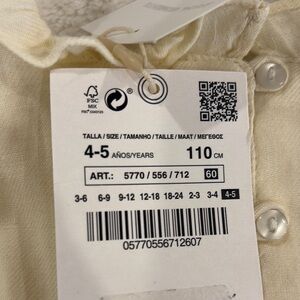 FSC
MIX
TALLA / SIZE / TAMANHO / TAILLE / MAAT / ΜΕΓΕΘΟΣ
4-5 AÑOS/YEARS 110 CM
ART.: 5770 / 556 / 712 60
3-6 6-9 9-12 12-18 18-24 2-3 3-4 4-5
05770556712607